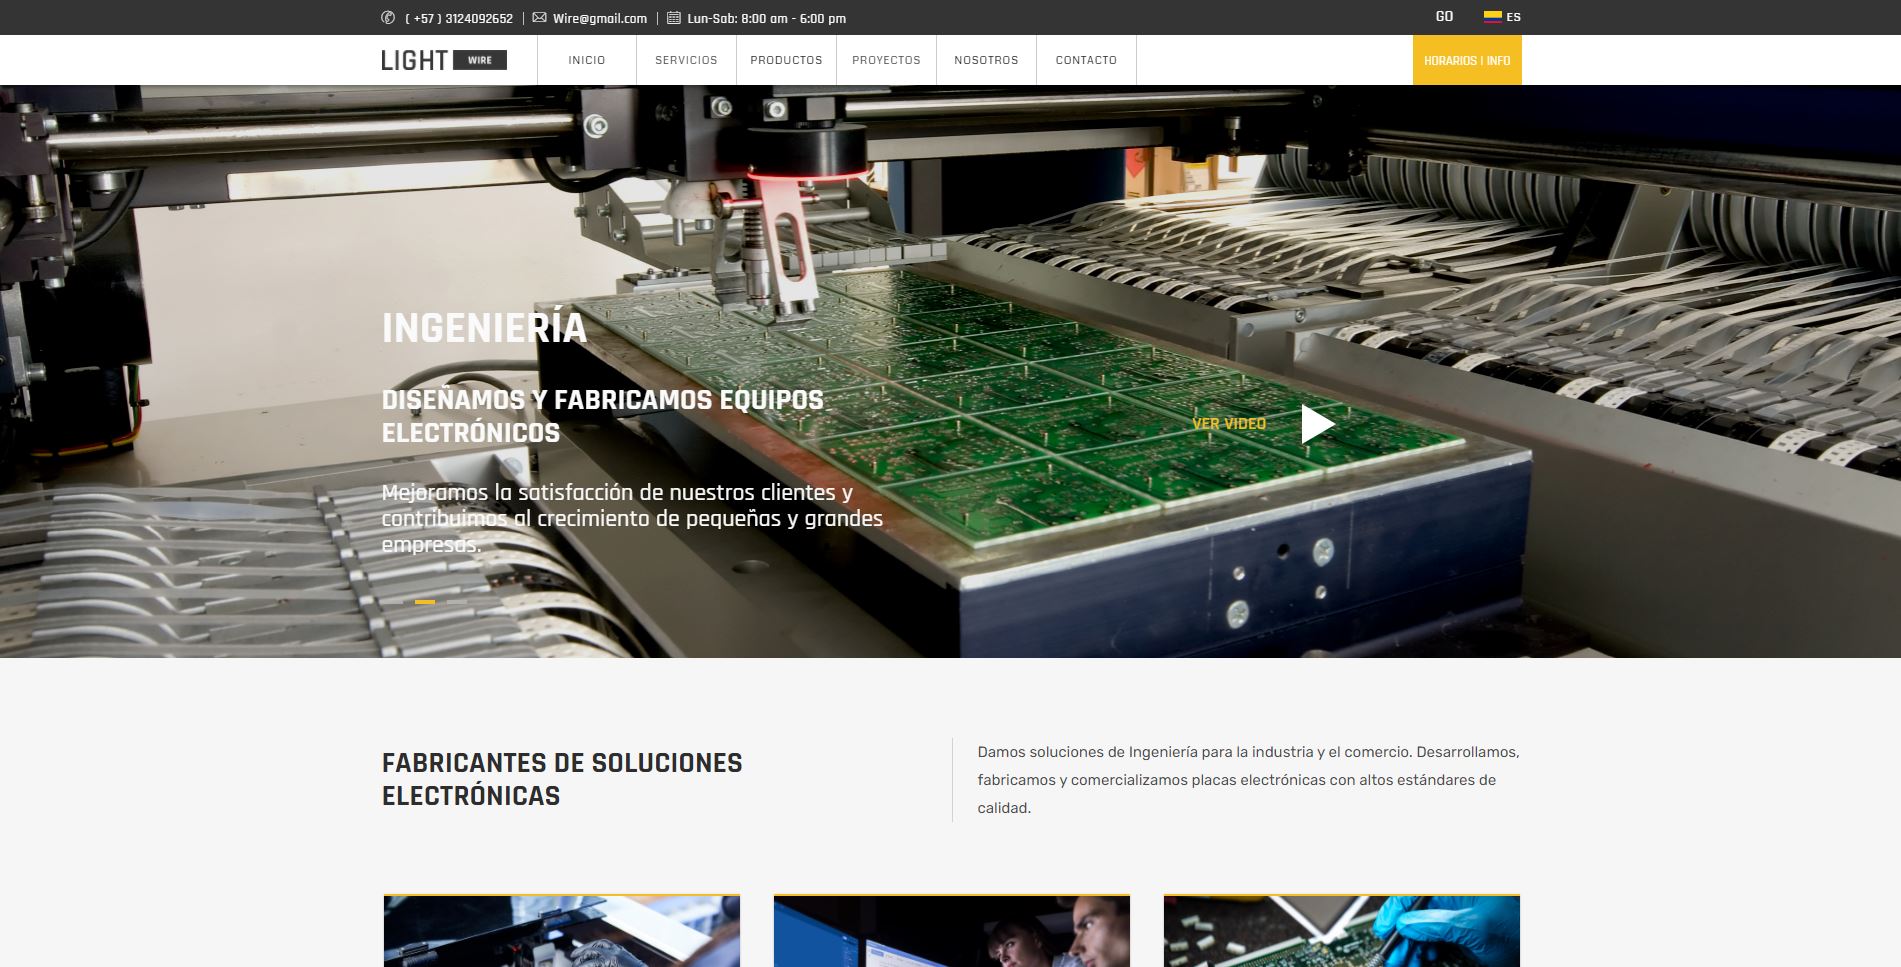 ( +57 ) 3124092652 | Wire@gmail.com | Lun-Sab: 8:00 am - 6:00 pm
GO ES
LIGHT WIRE
INICIO SERVICIOS PRODUCTOS PROYECTOS NOSOTROS CONTACTO
HORARIOS | INFO
INGENIERÍA
DISEÑAMOS Y FABRICAMOS EQUIPOS
ELECTRÓNICOS
VER VIDEO
Mejoramos la satisfacción de nuestros clientes y
contribuimos al crecimiento de pequeñas y grandes
empresas.
FABRICANTES DE SOLUCIONES
ELECTRÓNICAS
Damos soluciones de Ingeniería para la industria y el comercio. Desarrollamos,
fabricamos y comercializamos placas electrónicas con altos estándares de
calidad.